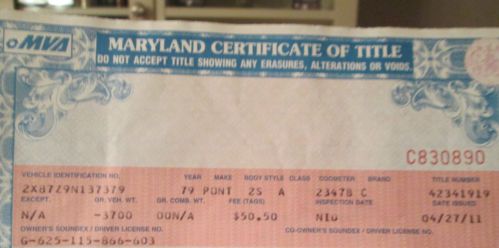 MVA
MARYLAND CERTIFICATE OF TITLE
DO NOT ACCEPT TITLE SHOWING ANY ERASURES, ALTERATIONS OR VOIDS.
C830890
VEHICLE IDENTIFICATION NO. YEAR MAKE BODY STYLE CLASS ODOMETER BRAND TITLE NUMBER
2X87Z9N137379 79 PONT 2S A 23478 C 42341919
EXCEPT. GR. VEH. WT. GR. COMB. WT. FEE (TAGS) INSPECTION DATE DATE ISSUED
N/A -3700 00N/A $50.50 04/27/11
OWNER'S SOUNDEX / DRIVER LICENSE NO. CO-OWNER'S SOUNDEX / DRIVER LICENSE NO.
G-625-115-866-603